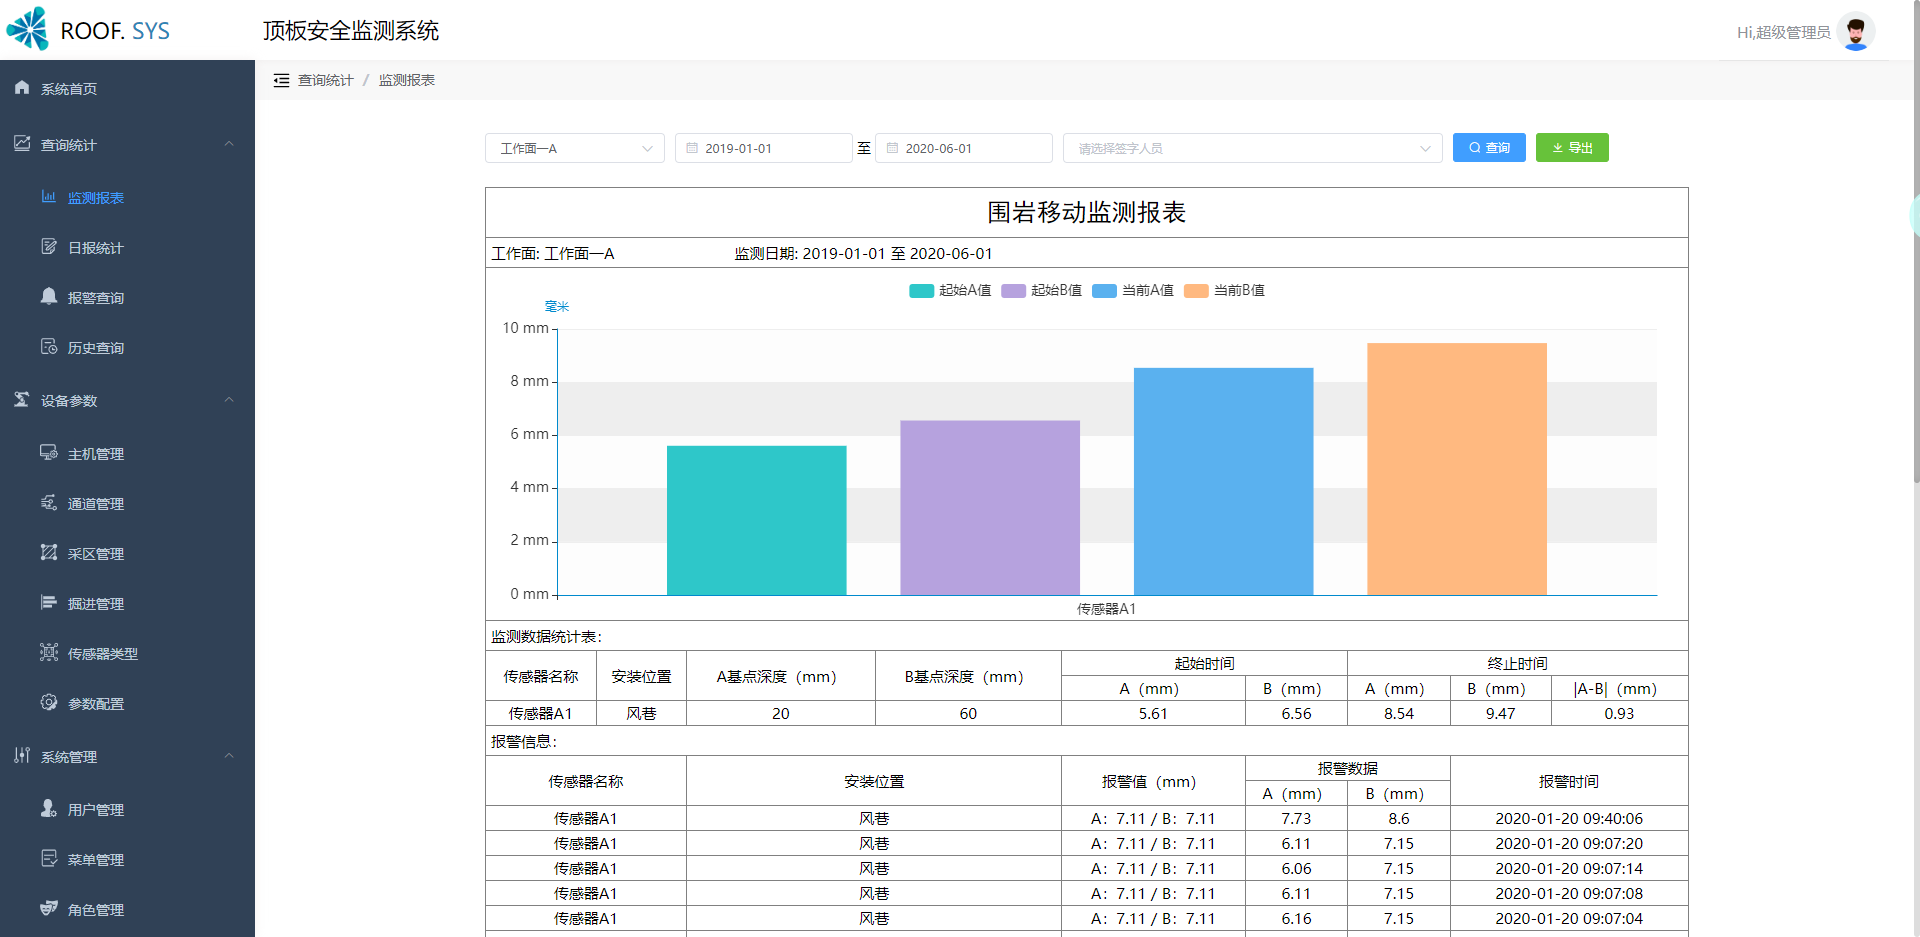 ROOF. SYS
顶板安全监测系统
Hi,超级管理员
系统首页
查询统计
监测报表
日报统计
报警查询
历史查询
设备参数
主机管理
通道管理
采区管理
掘进管理
传感器类型
参数配置
系统管理
用户管理
菜单管理
角色管理
查询统计 / 监测报表
工作面一A 2019-01-01 至 2020-06-01 请选择签字人员 查询 导出
围岩移动监测报表
工作面: 工作面一A 监测日期: 2019-01-01 至 2020-06-01
起始A值 起始B值 当前A值 当前B值
毫米
10 mm
8 mm
6 mm
4 mm
2 mm
0 mm
传感器A1
监测数据统计表:
传感器名称 安装位置 A基点深度（mm） B基点深度（mm） 起始时间 终止时间
A（mm） B（mm） A（mm） B（mm） |A-B|（mm）
传感器A1 风巷 20 60 5.61 6.56 8.54 9.47 0.93
报警信息:
传感器名称 安装位置 报警值（mm） 报警数据 报警时间
A（mm） B（mm）
传感器A1 风巷 A：7.11 / B：7.11 7.73 8.6 2020-01-20 09:40:06
传感器A1 风巷 A：7.11 / B：7.11 6.11 7.15 2020-01-20 09:07:20
传感器A1 风巷 A：7.11 / B：7.11 6.06 7.15 2020-01-20 09:07:14
传感器A1 风巷 A：7.11 / B：7.11 6.11 7.15 2020-01-20 09:07:08
传感器A1 风巷 A：7.11 / B：7.11 6.16 7.15 2020-01-20 09:07:04